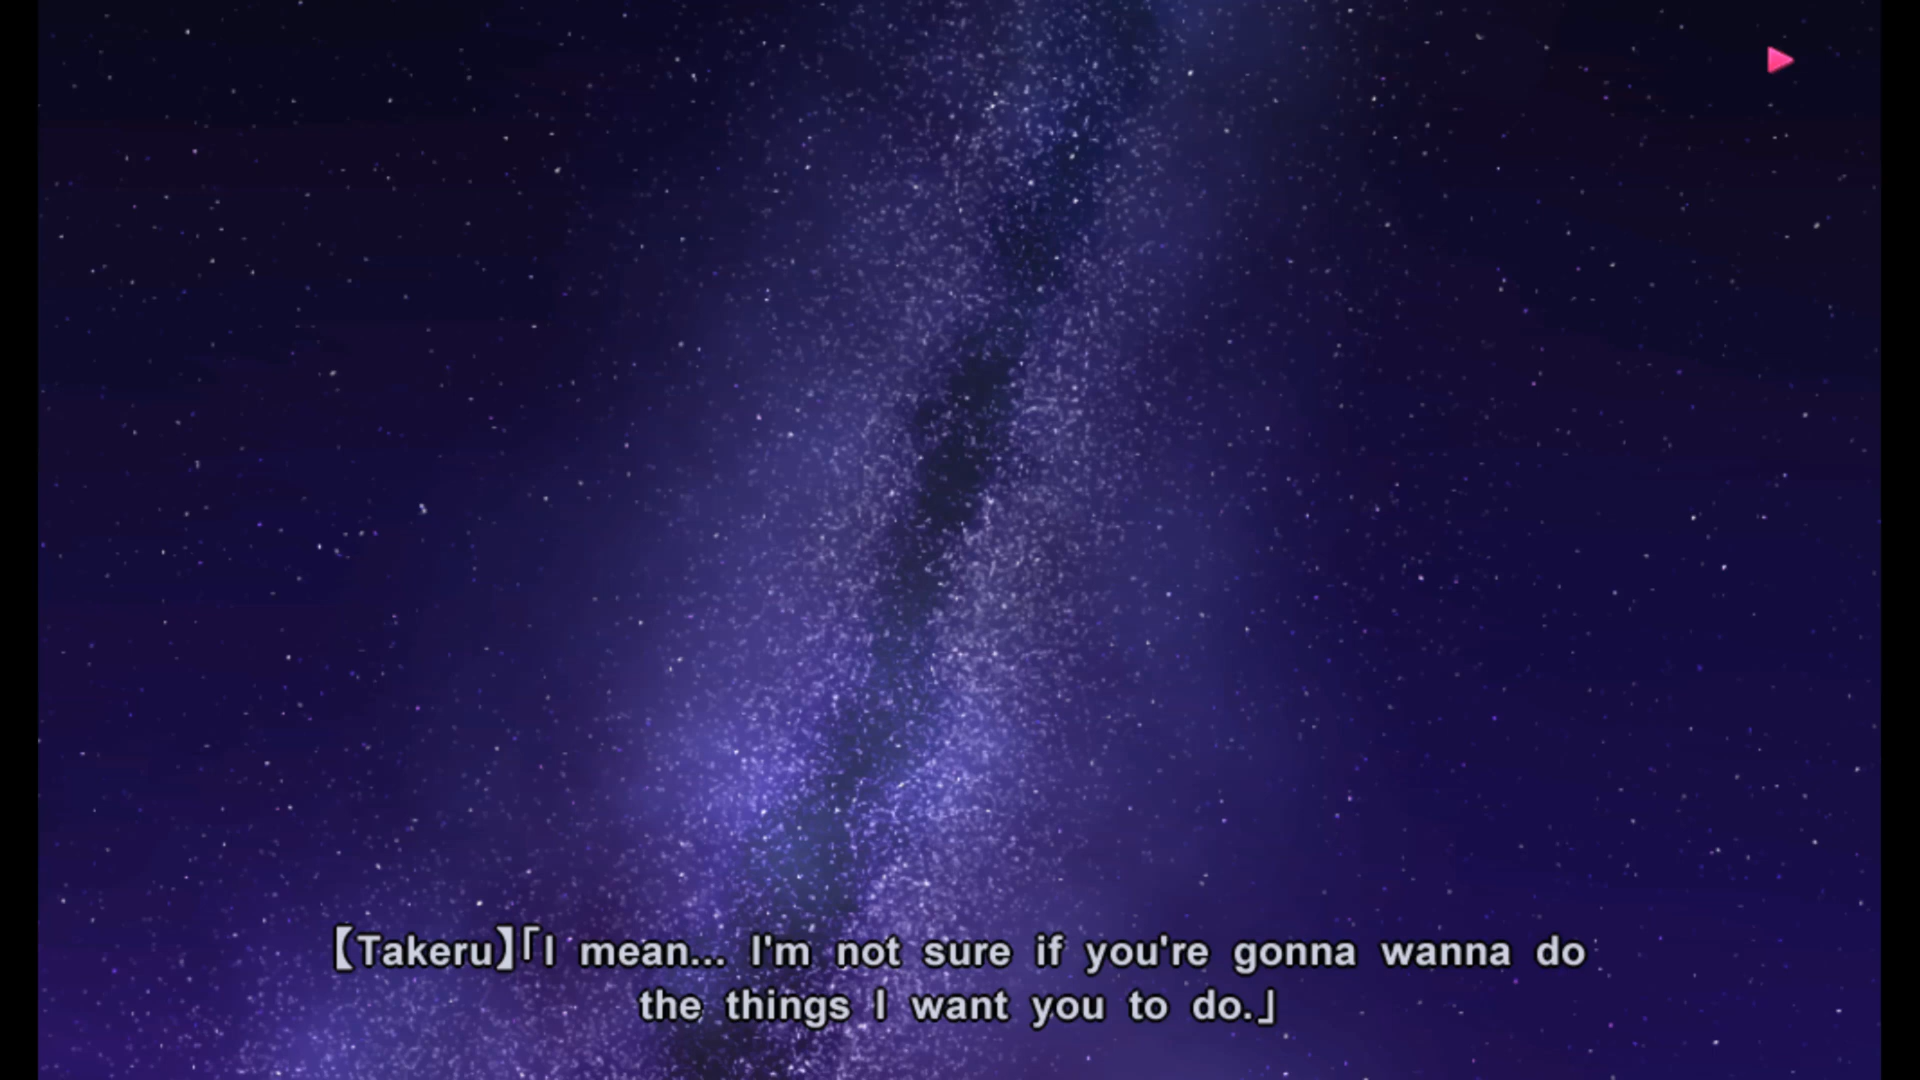 【Takeru】「I mean... I'm not sure if you're gonna wanna do
the things I want you to do.」